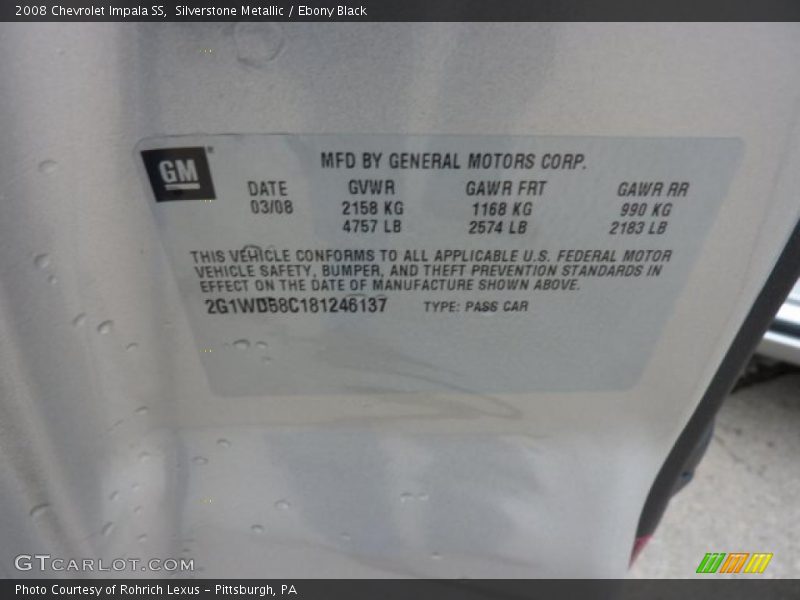 2008 Chevrolet Impala SS, Silverstone Metallic / Ebony Black
GM
MFD BY GENERAL MOTORS CORP.
DATE GVWR GAWR FRT GAWR RR
03/08 2158 KG 1168 KG 990 KG
4757 LB 2574 LB 2183 LB
THIS VEHICLE CONFORMS TO ALL APPLICABLE U.S. FEDERAL MOTOR
VEHICLE SAFETY, BUMPER, AND THEFT PREVENTION STANDARDS IN
EFFECT ON THE DATE OF MANUFACTURE SHOWN ABOVE.
2G1WD58C181246137 TYPE: PASS CAR
GTCARLOT.COM
Photo Courtesy of Rohrich Lexus - Pittsburgh, PA